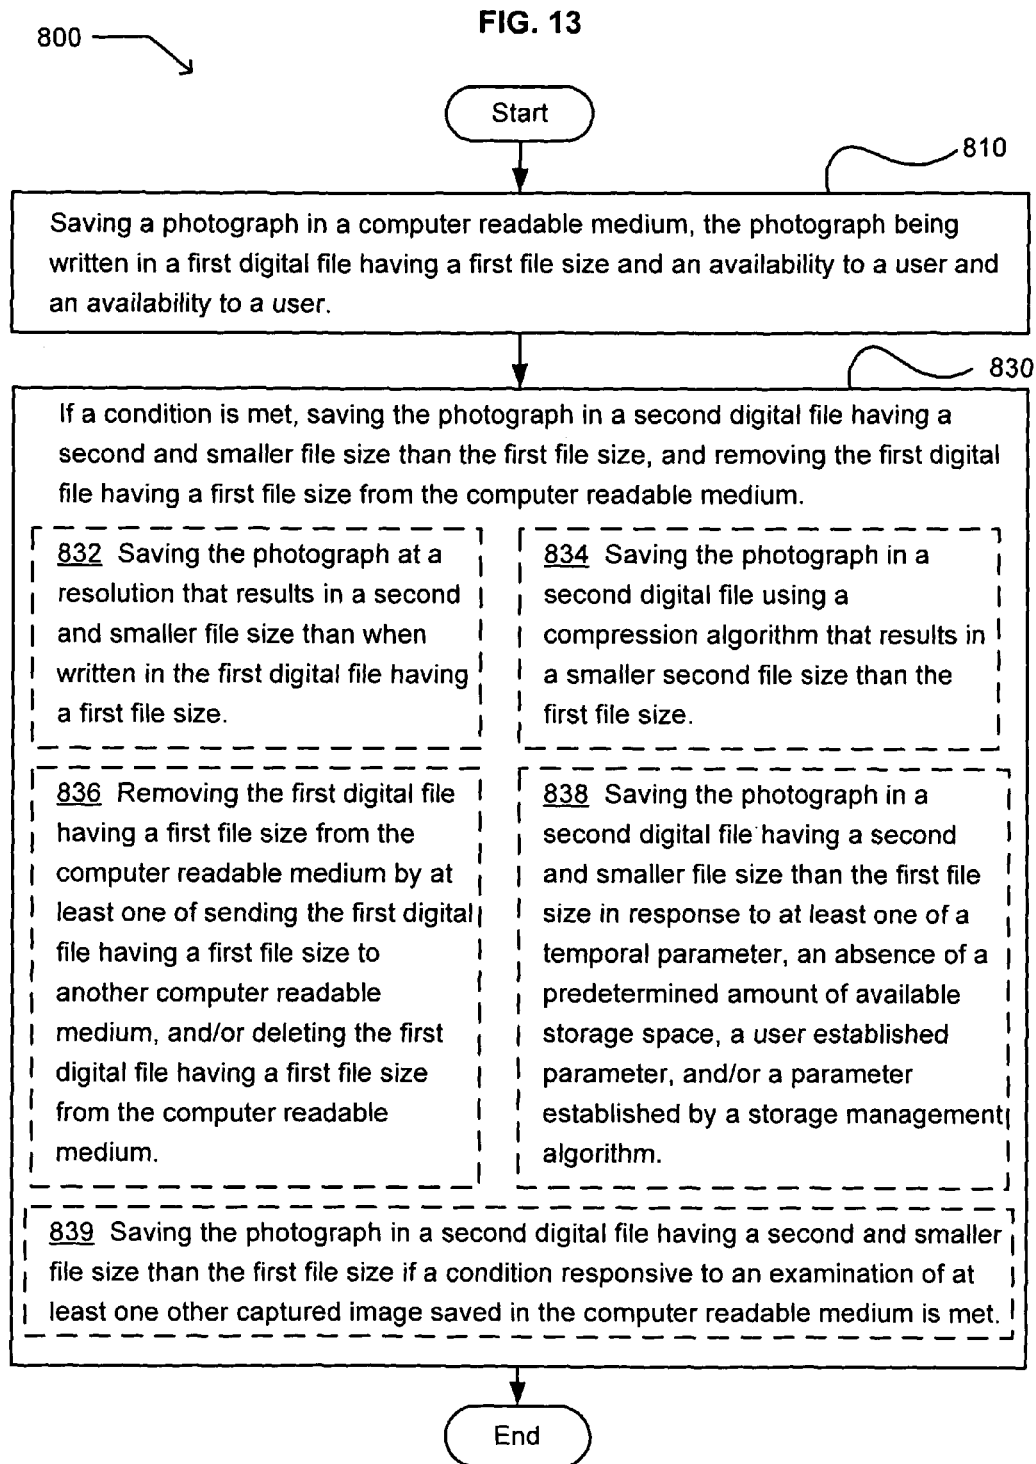 FIG. 13
800
Start
810
Saving a photograph in a computer readable medium, the photograph being
written in a first digital file having a first file size and an availability to a user and
an availability to a user.
830
If a condition is met, saving the photograph in a second digital file having a
second and smaller file size than the first file size, and removing the first digital
file having a first file size from the computer readable medium.
832 Saving the photograph at a
resolution that results in a second
and smaller file size than when
written in the first digital file having
a first file size.
834 Saving the photograph in a
second digital file using a
compression algorithm that results in
a smaller second file size than the
first file size.
836 Removing the first digital file
having a first file size from the
computer readable medium by at
least one of sending the first digital
file having a first file size to
another computer readable
medium, and/or deleting the first
digital file having a first file size
from the computer readable
medium.
838 Saving the photograph in a
second digital file having a second
and smaller file size than the first file
size in response to at least one of a
temporal parameter, an absence of a
predetermined amount of available
storage space, a user established
parameter, and/or a parameter
established by a storage management
algorithm.
839 Saving the photograph in a second digital file having a second and smaller
file size than the first file size if a condition responsive to an examination of at
least one other captured image saved in the computer readable medium is met.
End